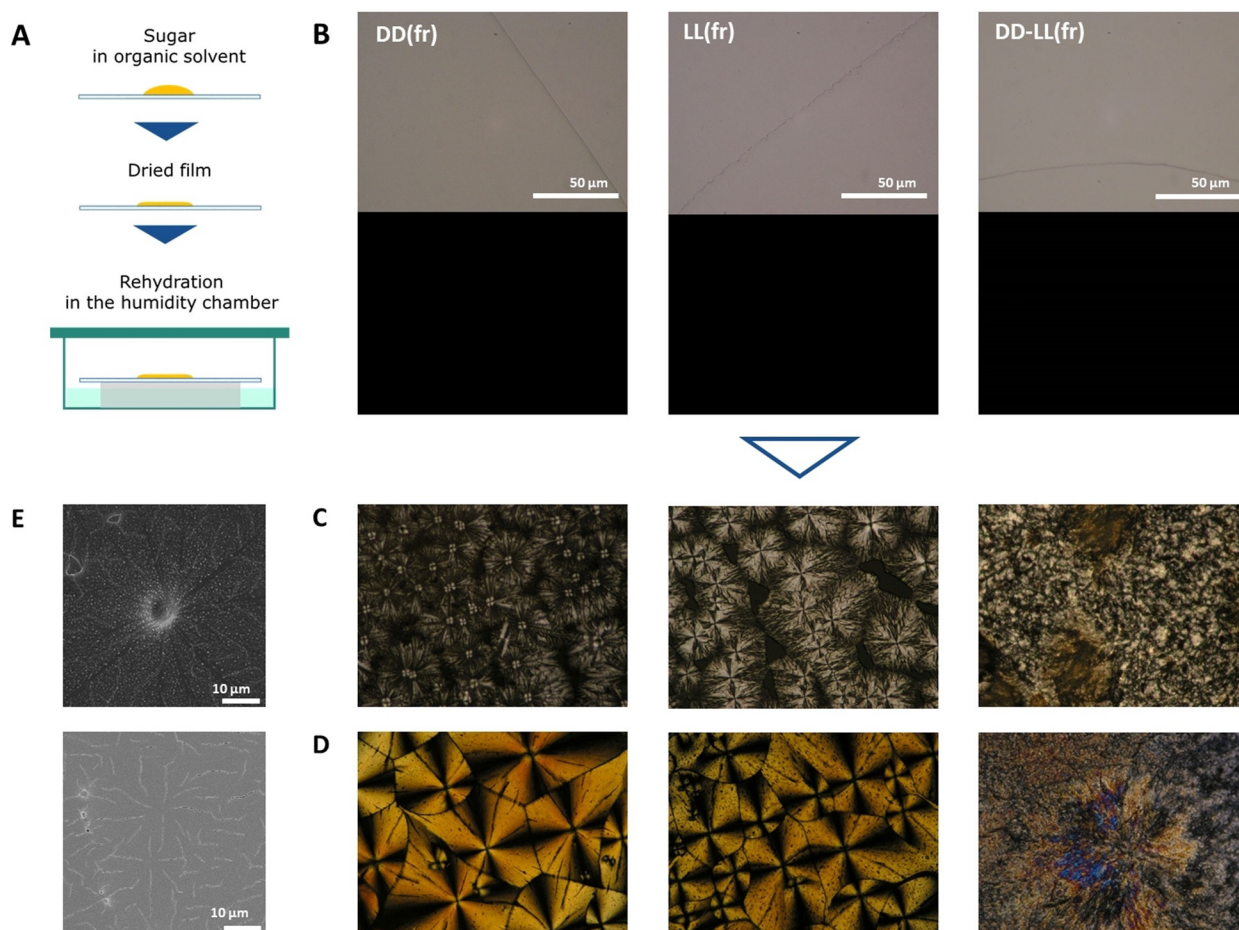 A
Sugar
in organic solvent
Dried film
Rehydration
in the humidity chamber
B
DD(fr)
LL(fr)
DD-LL(fr)
50 µm
50 µm
50 µm
E
10 µm
10 µm
C
D